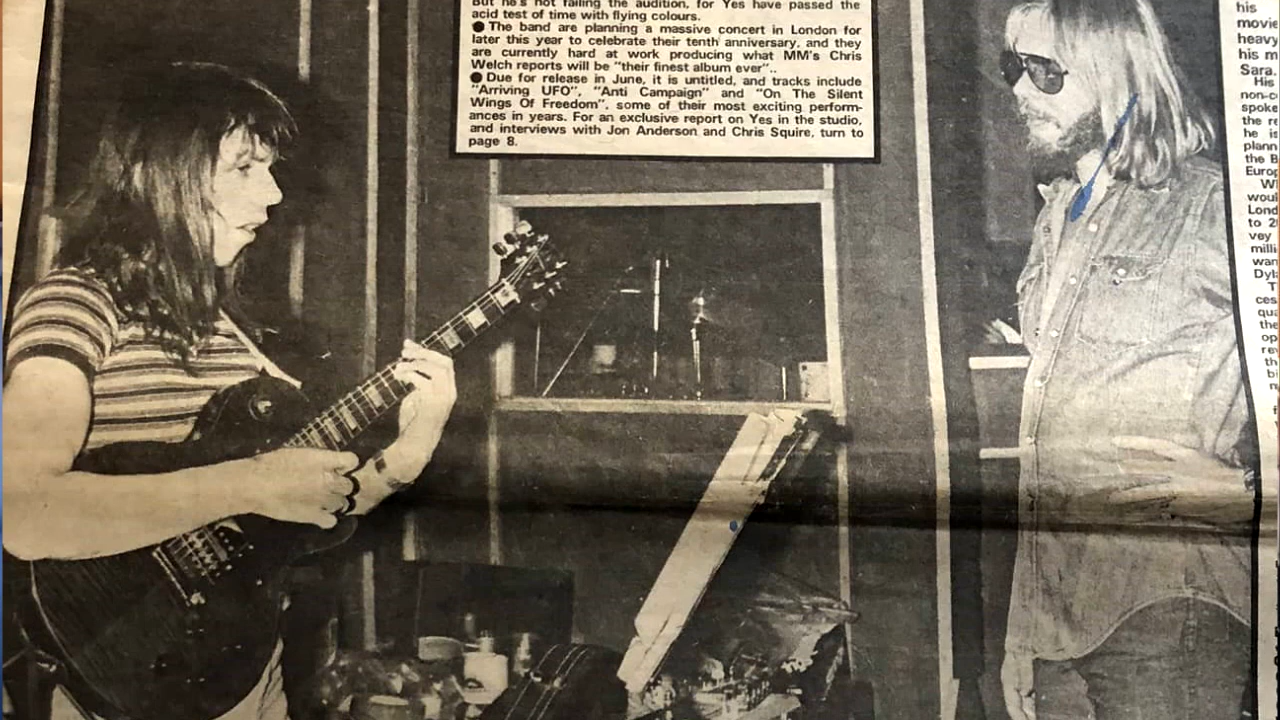 But he's not failing the audition, for Yes have passed the
acid test of time with flying colours.
● The band are planning a massive concert in London for
later this year to celebrate their tenth anniversary, and they
are currently hard at work producing what MM's Chris
Welch reports will be "their finest album ever"..
● Due for release in June, it is untitled, and tracks include
"Arriving UFO", "Anti Campaign" and "On The Silent
Wings Of Freedom", some of their most exciting perform-
ances in years. For an exclusive report on Yes in the studio,
and interviews with Jon Anderson and Chris Squire, turn to
page 8.
his
movie
heavy
his m
Sara.
His
non-c
spoke
the re
he is
plann
the B
Europ
Wi
woul
Lond
to 2
vey
milli
wan
Dyl
T
ces
qua
the
op
rev
th
bi